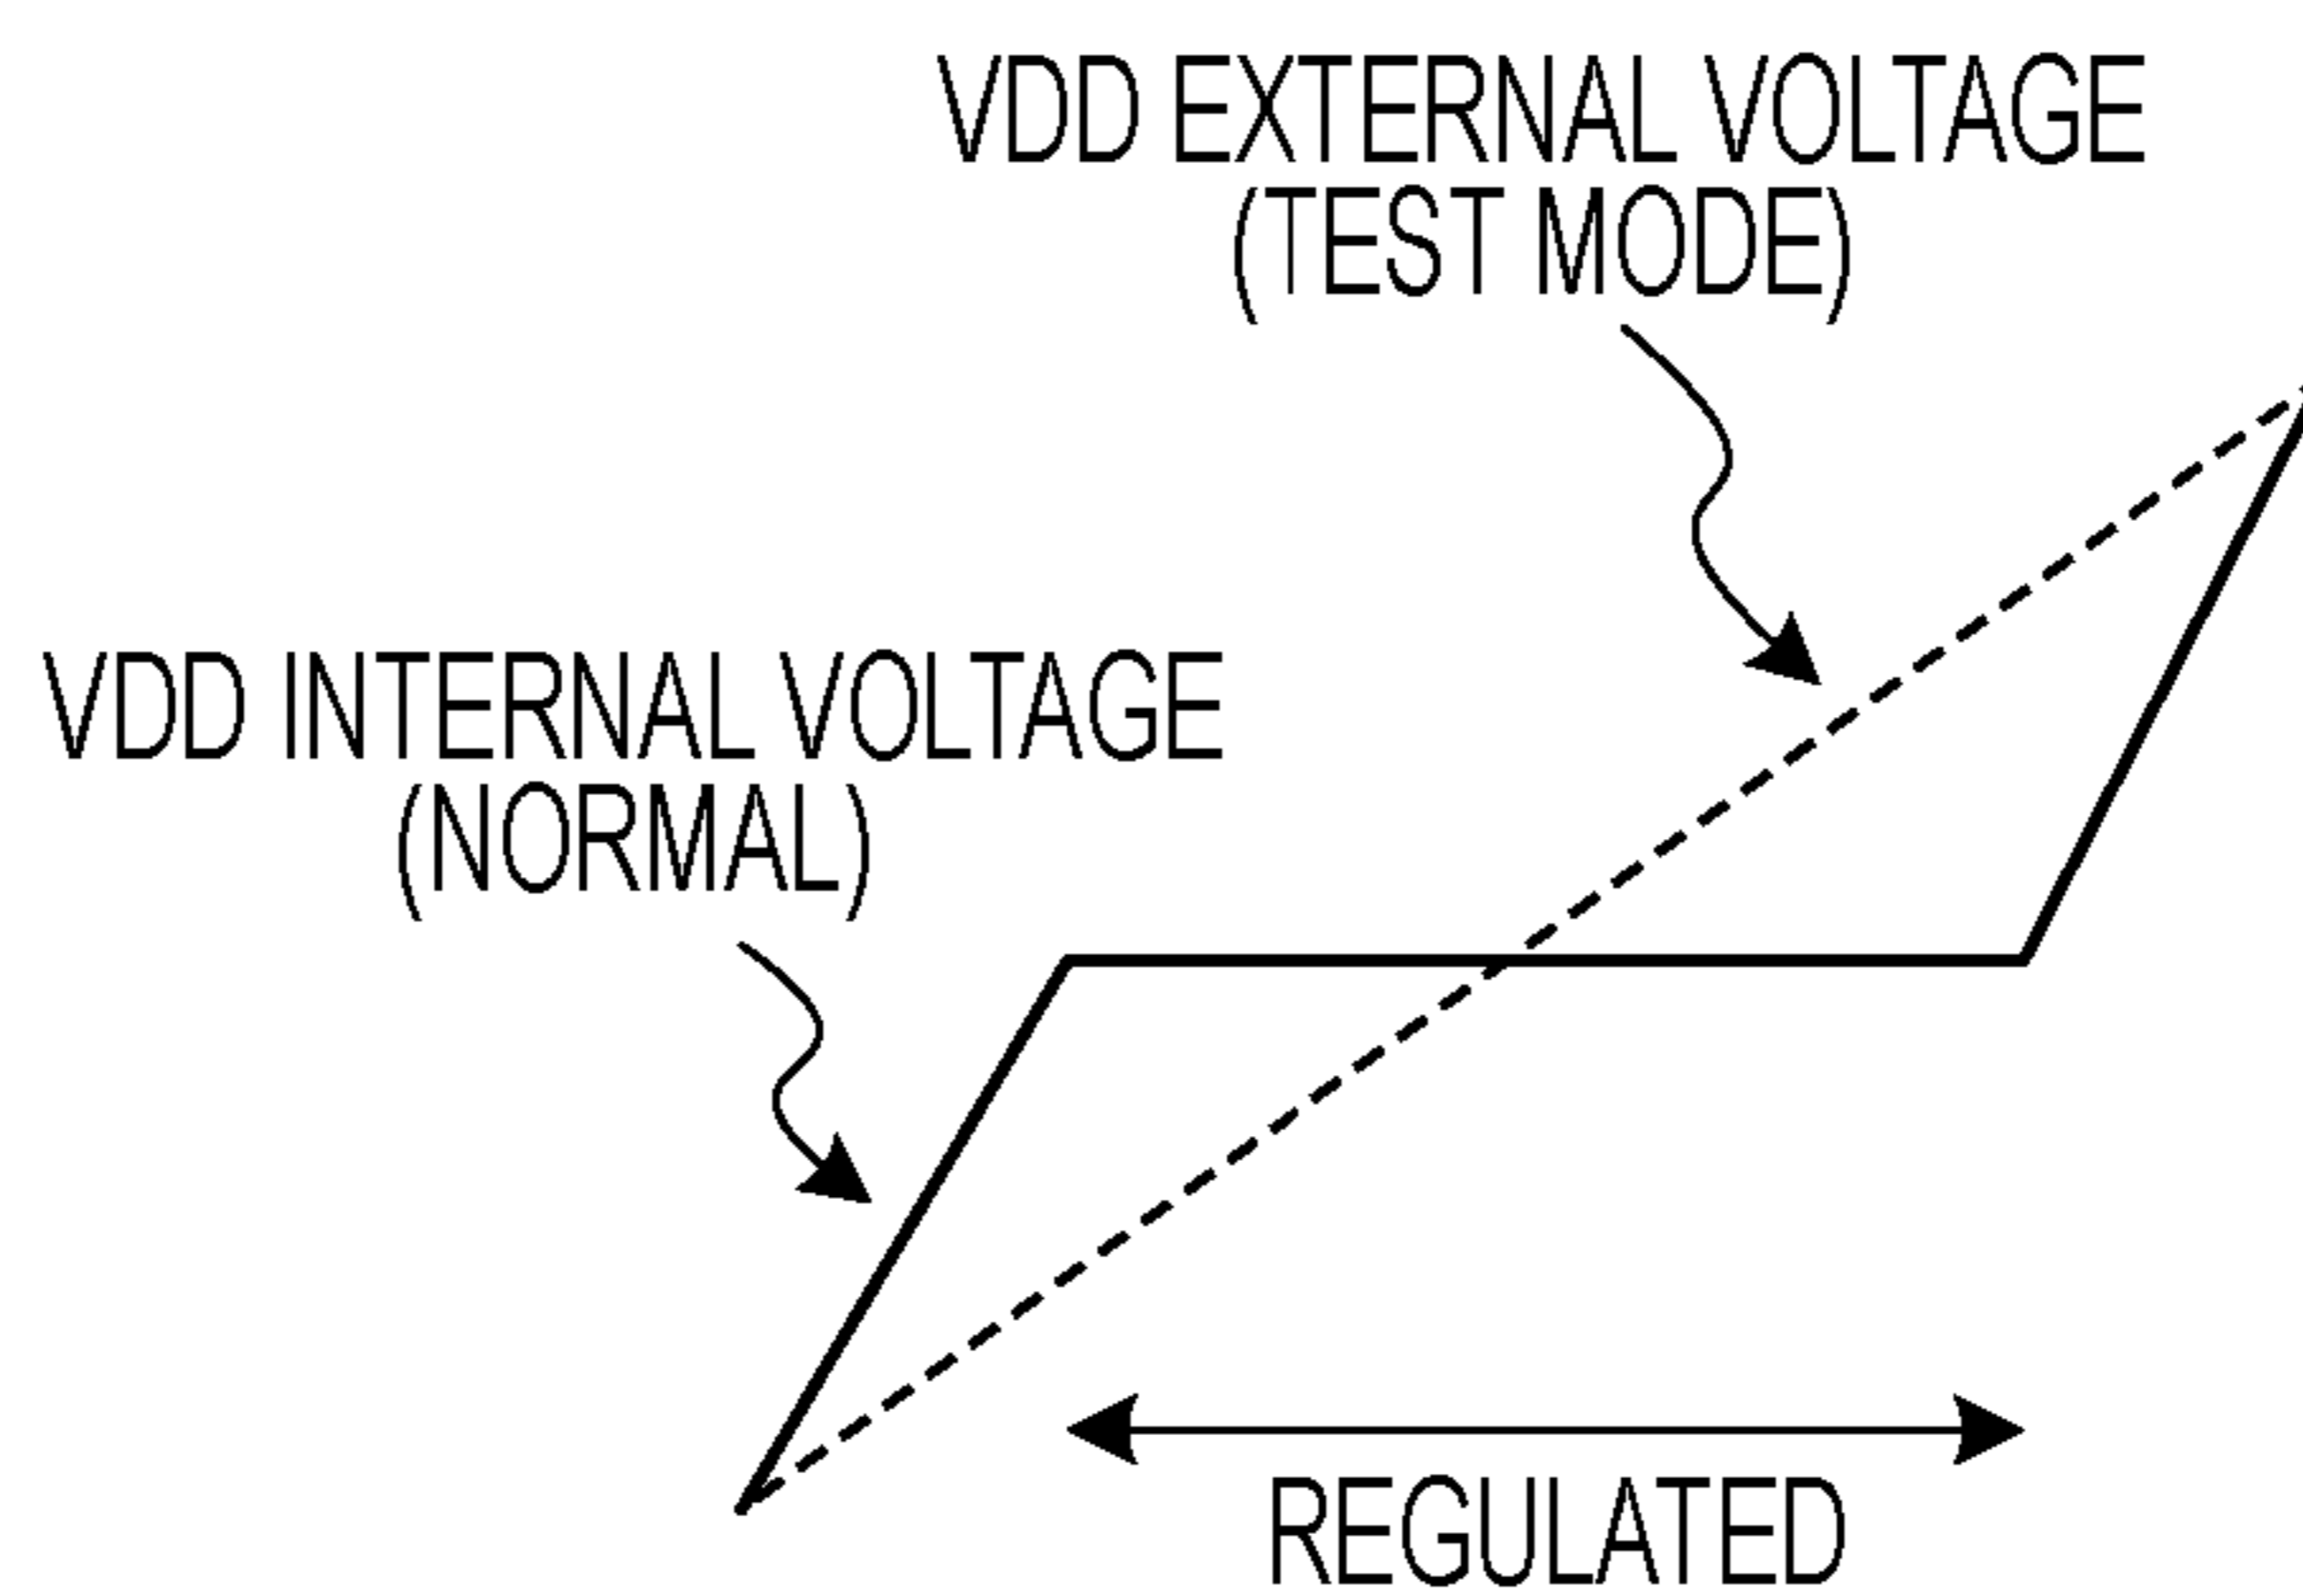 VDD EXTERNAL VOLTAGE
(TEST MODE)
VDD INTERNAL VOLTAGE
(NORMAL)
REGULATED